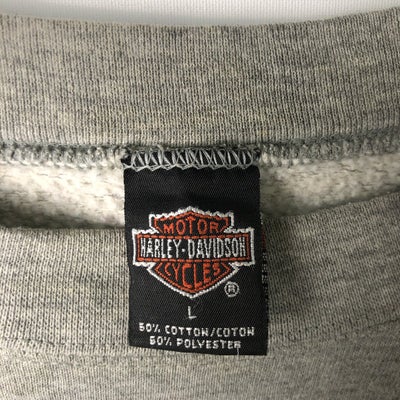 MOTOR
HARLEY-DAVIDSON
CYCLES
®
L
50% COTTON/COTON
50% POLYESTER